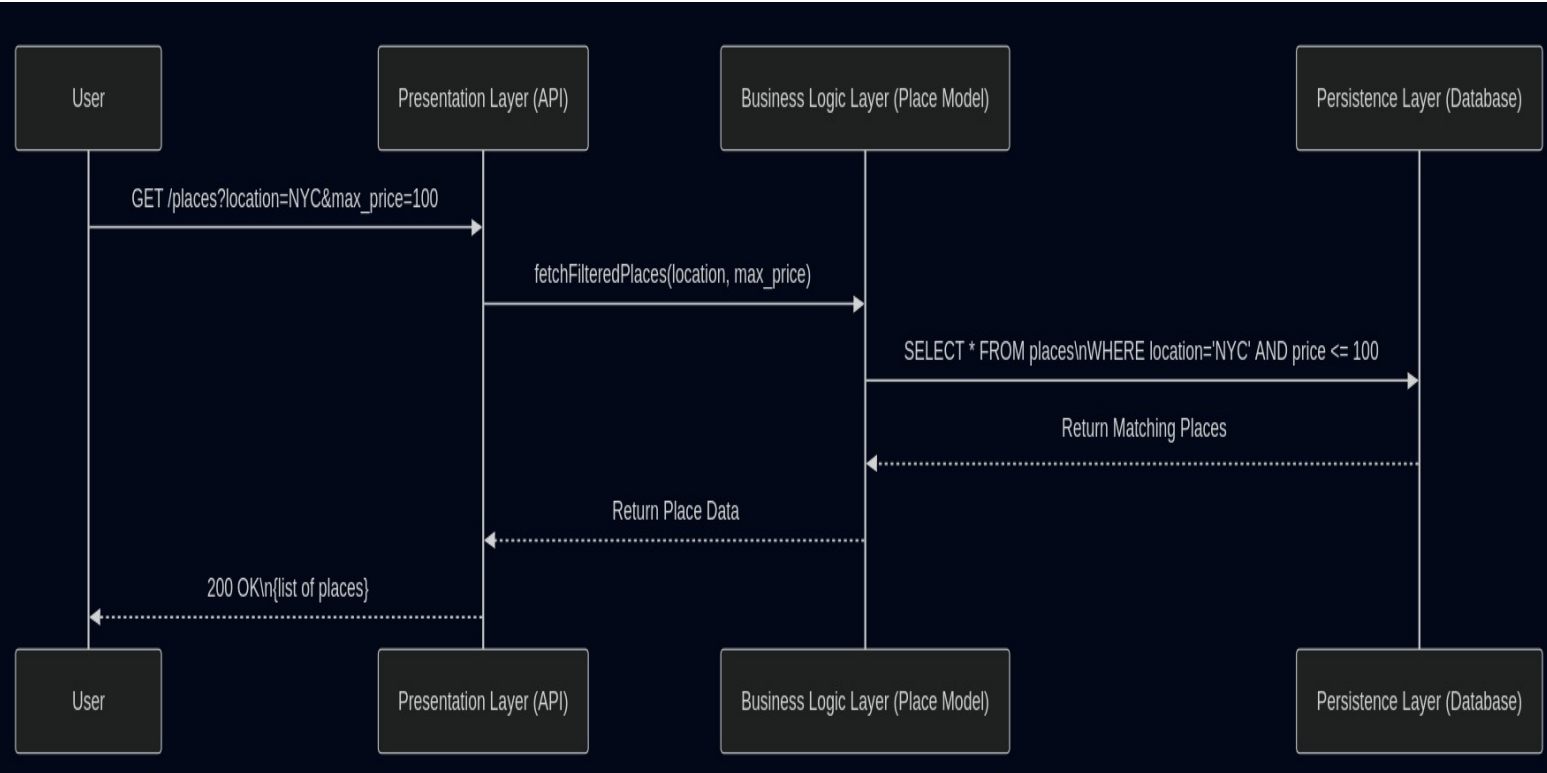 User
Presentation Layer (API)
Business Logic Layer (Place Model)
Persistence Layer (Database)
GET /places?location=NYC&max_price=100
fetchFilteredPlaces(location, max_price)
SELECT * FROM places\nWHERE location='NYC' AND price <= 100
Return Matching Places
Return Place Data
200 OK\n{list of places}
User
Presentation Layer (API)
Business Logic Layer (Place Model)
Persistence Layer (Database)